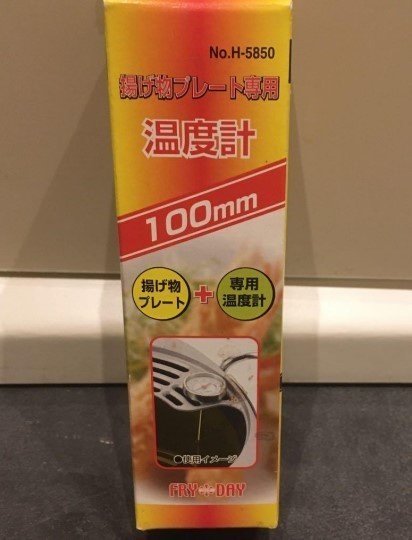 No.H-5850
揚げ物プレート専用
温度計
100mm
揚げ物
プレート
+
専用
温度計
●使用イメージ
FRY DAY